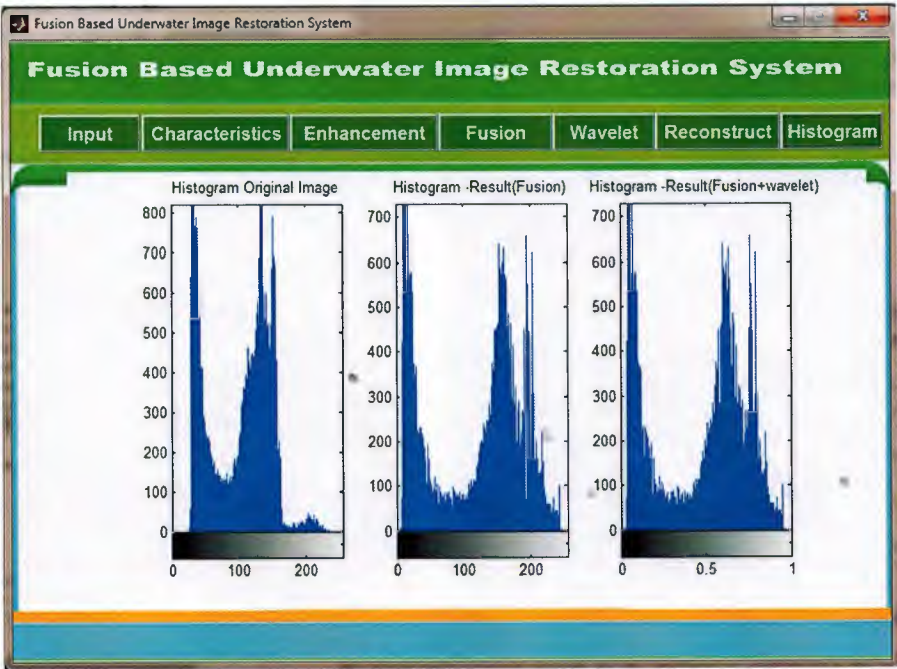 Fusion Based Underwater Image Restoration System
Fusion Based Underwater Image Restoration System
Input Characteristics Enhancement Fusion Wavelet Reconstruct Histogram
Histogram Original Image
800
700
600
500
400
300
200
100
0
0 100 200
Histogram -Result(Fusion)
700
600
500
400
300
200
100
0
0 100 200
Histogram -Result(Fusion+wavelet)
700
600
500
400
300
200
100
0
0 0.5 1